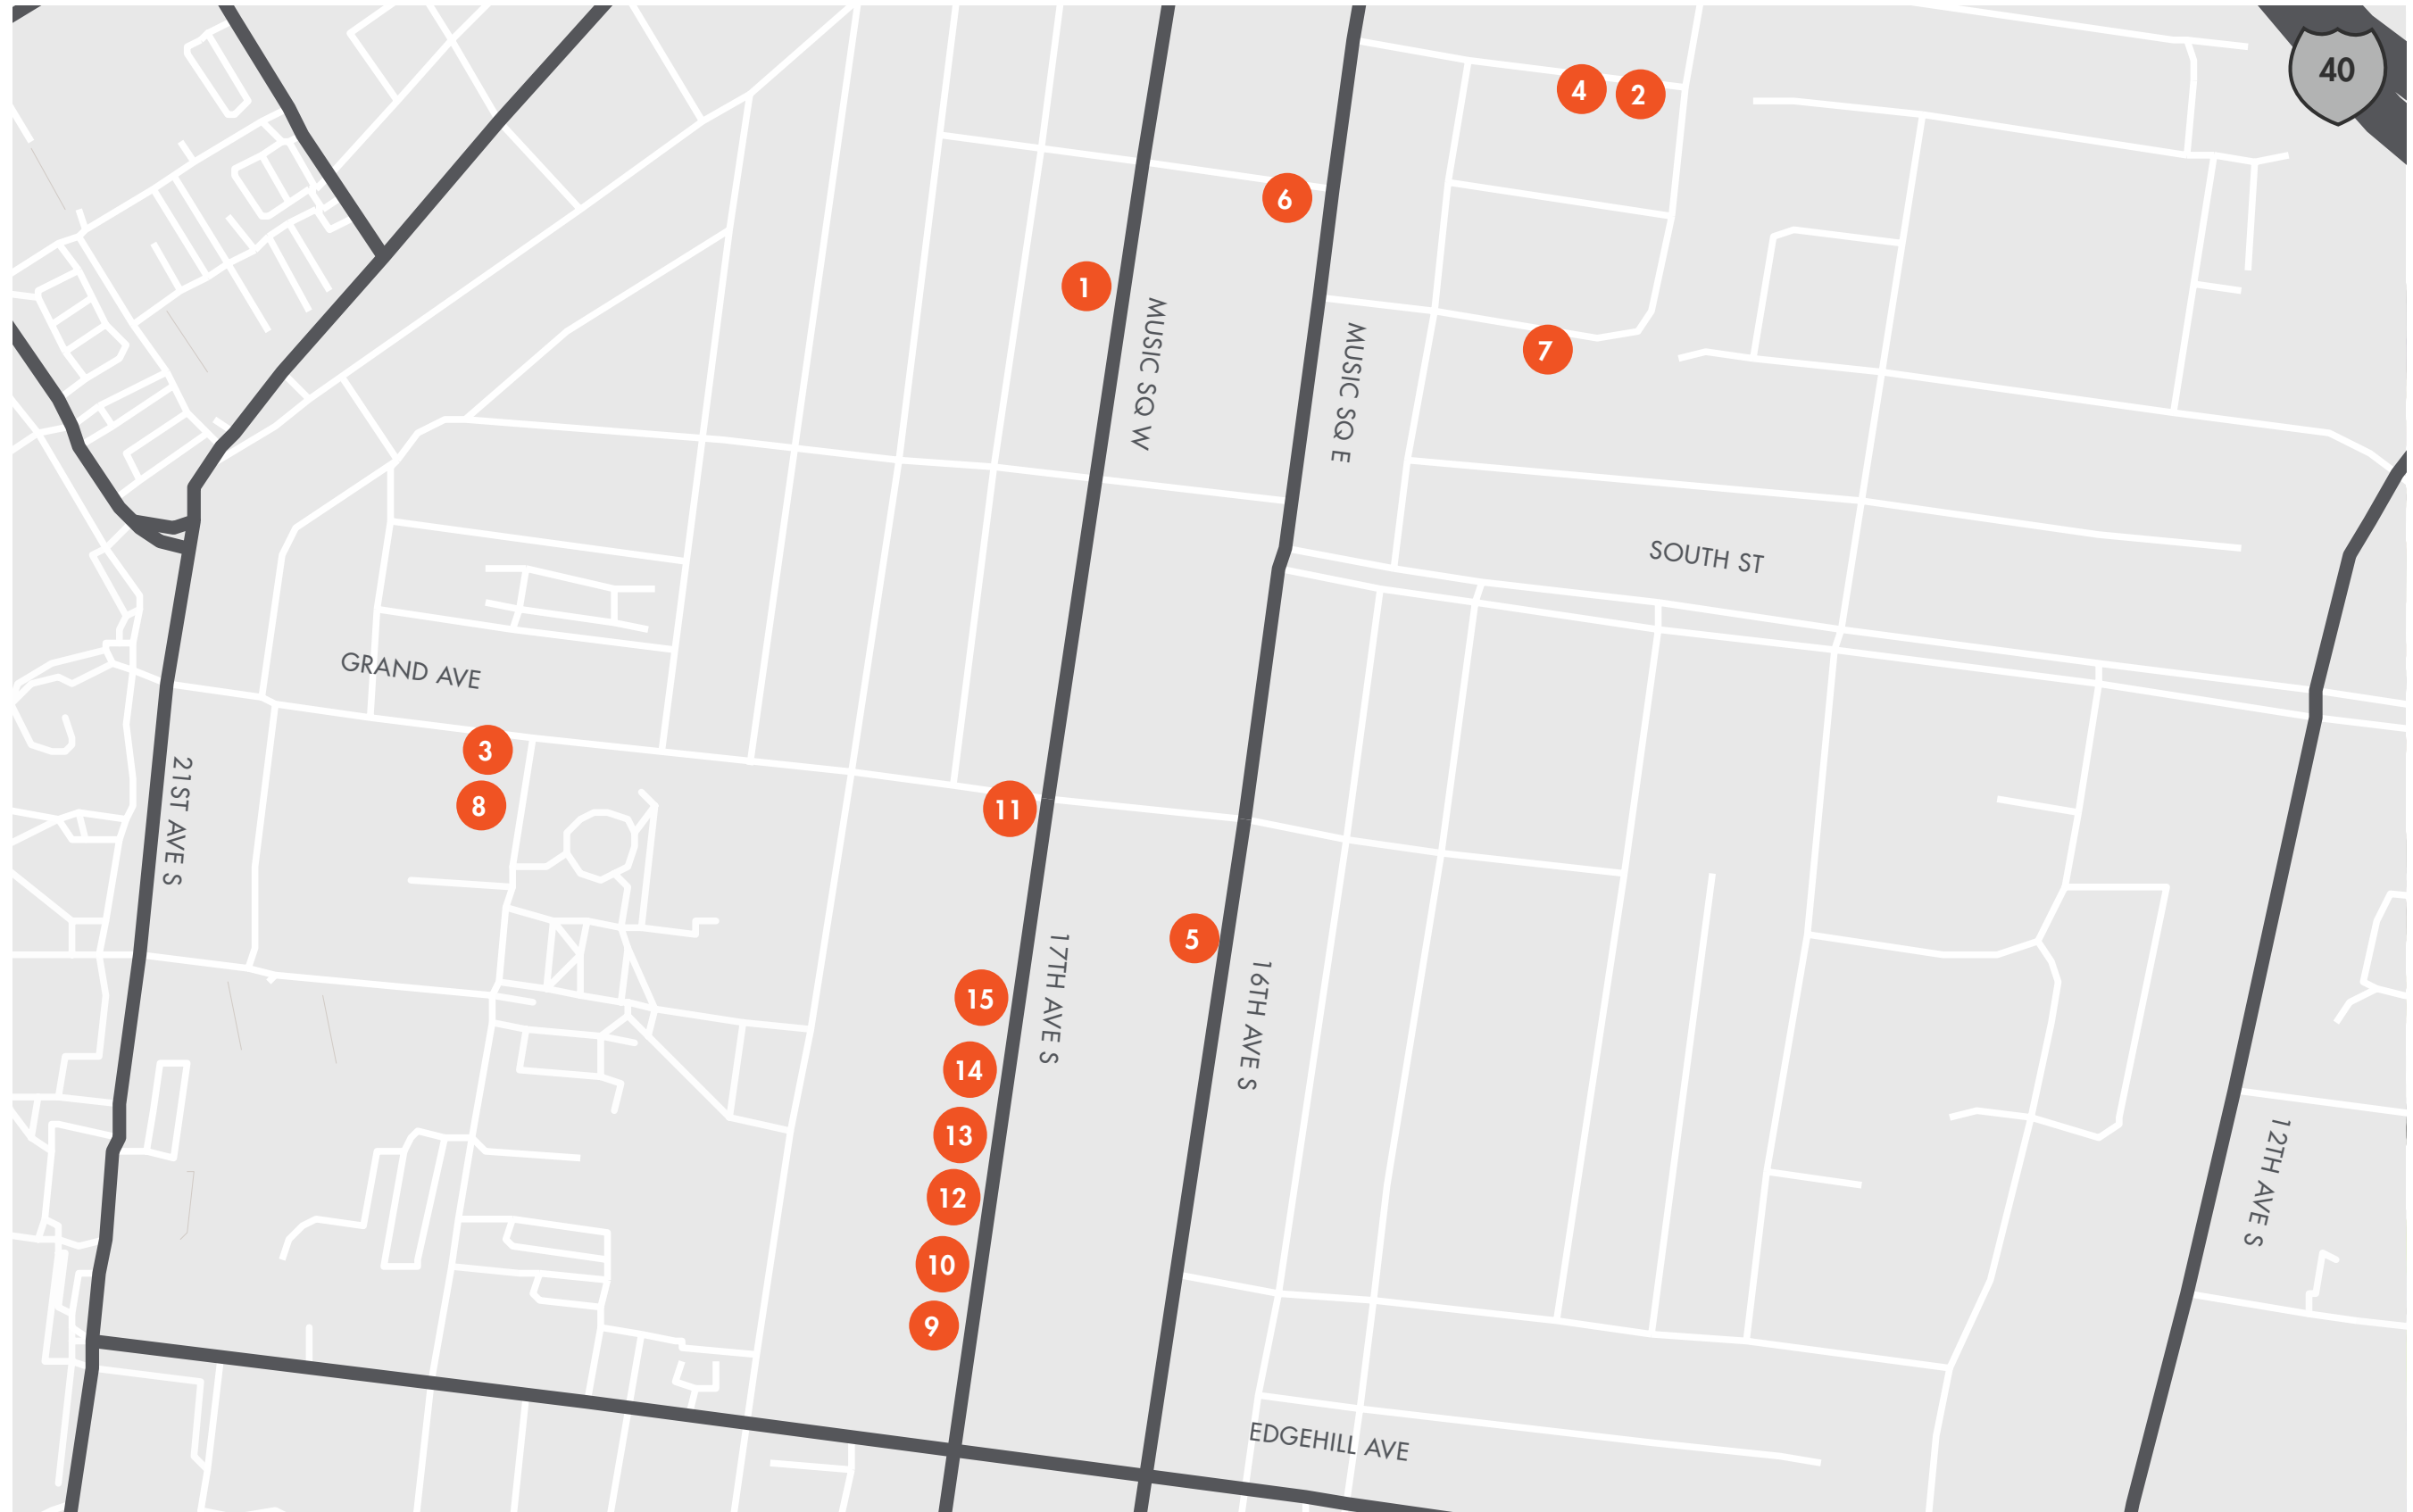 40
4
2
6
1
MUSIC SQ W
MUSIC SQ E
7
SOUTH ST
GRAND AVE
3
8
21ST AVE S
11
5
17TH AVE S
16TH AVE S
15
14
13
12
12TH AVE S
10
9
EDGEHILL AVE